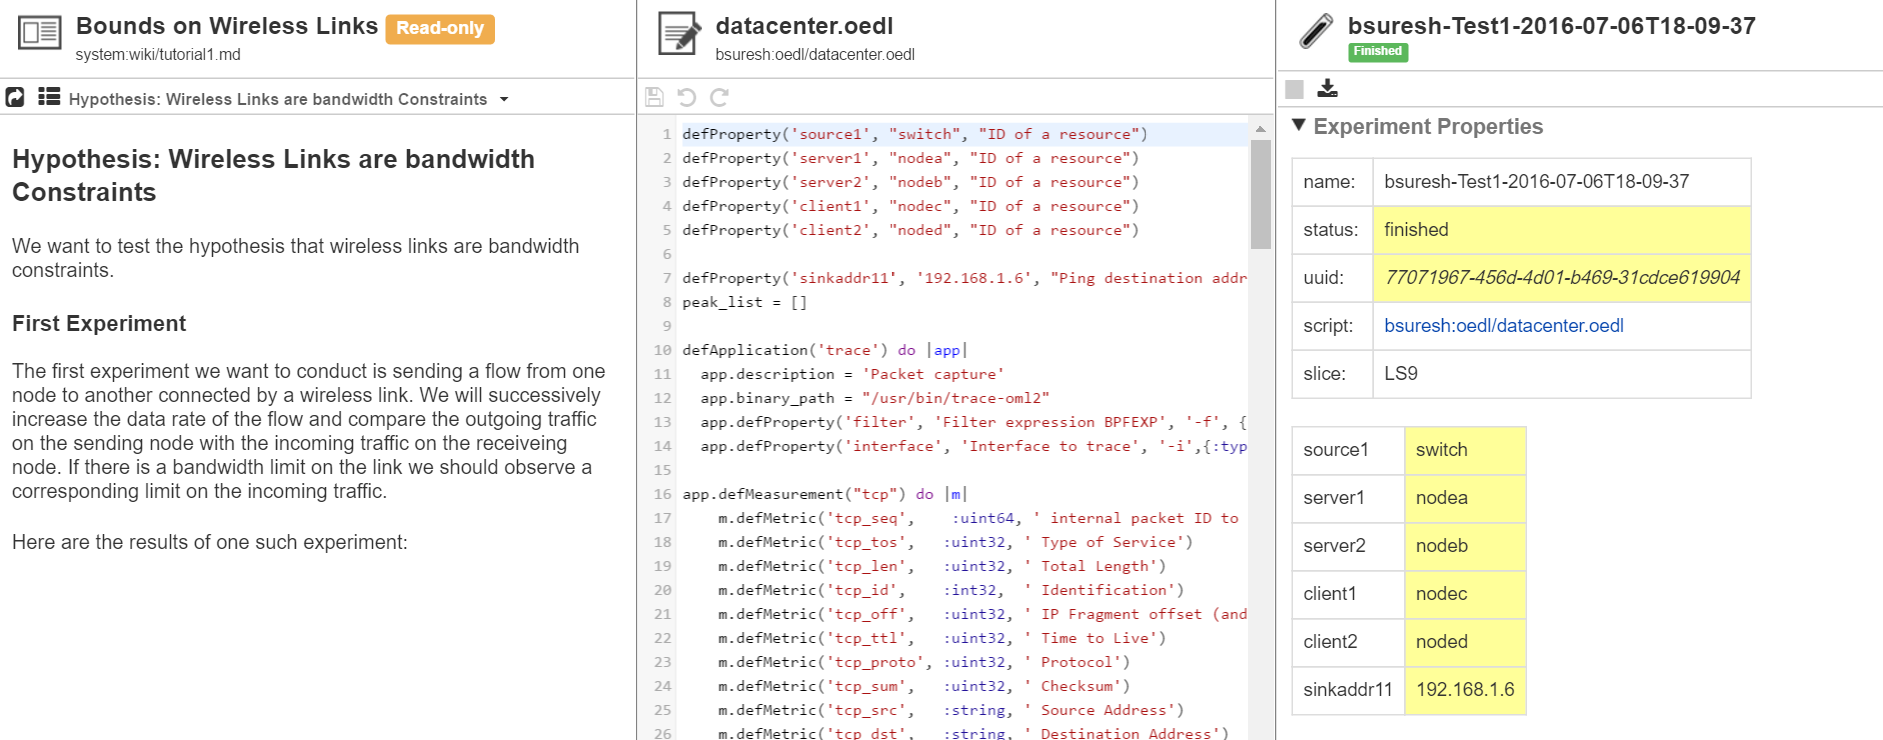 Bounds on Wireless Links Read-only
system:wiki/tutorial1.md
Hypothesis: Wireless Links are bandwidth Constraints
Hypothesis: Wireless Links are bandwidth
Constraints
We want to test the hypothesis that wireless links are bandwidth
constraints.
First Experiment
The first experiment we want to conduct is sending a flow from one
node to another connected by a wireless link. We will successively
increase the data rate of the flow and compare the outgoing traffic
on the sending node with the incoming traffic on the receiveing
node. If there is a bandwidth limit on the link we should observe a
corresponding limit on the incoming traffic.
Here are the results of one such experiment:
datacenter.oedl
bsuresh:oedl/datacenter.oedl
1 defProperty('source1', "switch", "ID of a resource")
2 defProperty('server1', "nodea", "ID of a resource")
3 defProperty('server2', "nodeb", "ID of a resource")
4 defProperty('client1', "nodec", "ID of a resource")
5 defProperty('client2', "noded", "ID of a resource")
6
7 defProperty('sinkaddr11', '192.168.1.6', "Ping destination addr
8 peak_list = []
9
10 defApplication('trace') do |app|
11 app.description = 'Packet capture'
12 app.binary_path = "/usr/bin/trace-oml2"
13 app.defProperty('filter', 'Filter expression BPFEXP', '-f', {
14 app.defProperty('interface', 'Interface to trace', '-i',{:typ
15
16 app.defMeasurement("tcp") do |m|
17 m.defMetric('tcp_seq', :uint64, ' internal packet ID to
18 m.defMetric('tcp_tos', :uint32, ' Type of Service')
19 m.defMetric('tcp_len', :uint32, ' Total Length')
20 m.defMetric('tcp_id', :int32, ' Identification')
21 m.defMetric('tcp_off', :uint32, ' IP Fragment offset (and
22 m.defMetric('tcp_ttl', :uint32, ' Time to Live')
23 m.defMetric('tcp_proto', :uint32, ' Protocol')
24 m.defMetric('tcp_sum', :uint32, ' Checksum')
25 m.defMetric('tcp_src', :string, ' Source Address')
26 m.defMetric('tcp_dst', :string, ' Destination Address')
bsuresh-Test1-2016-07-06T18-09-37
Finished
Experiment Properties
name: bsuresh-Test1-2016-07-06T18-09-37
status: finished
uuid: 77071967-456d-4d01-b469-31cdce619904
script: bsuresh:oedl/datacenter.oedl
slice: LS9
source1 switch
server1 nodea
server2 nodeb
client1 nodec
client2 noded
sinkaddr11 192.168.1.6